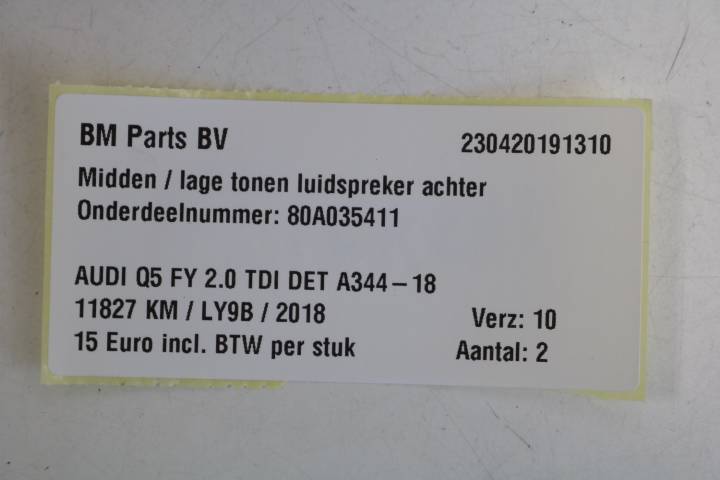 BM Parts BV 230420191310
Midden / lage tonen luidspreker achter
Onderdeelnummer: 80A035411
AUDI Q5 FY 2.0 TDI DET A344-18
11827 KM / LY9B / 2018 Verz: 10
15 Euro incl. BTW per stuk Aantal: 2